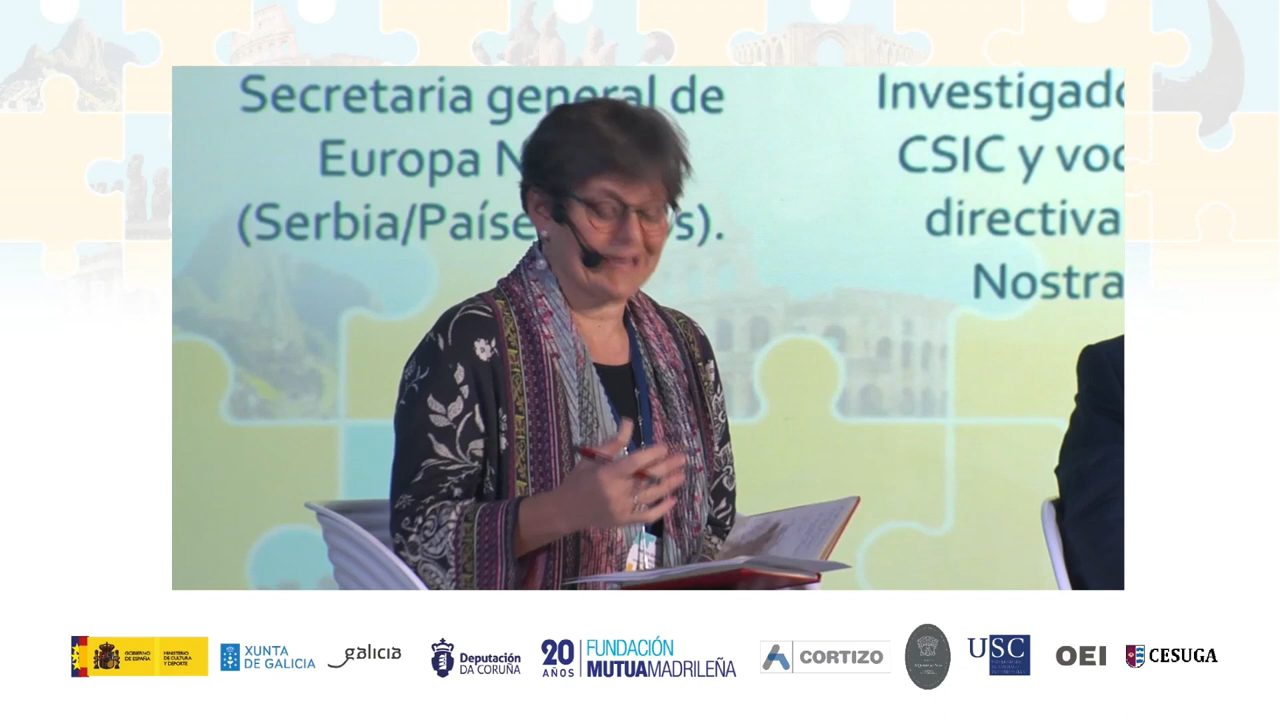 Secretaria general de
Europa N
(Serbia/Paíse s).
Investigado
CSIC y voc
directiva
Nostra
GOBIERNO
DE ESPAÑA
MINISTERIO
DE CULTURA
Y DEPORTE
XUNTA
DE GALICIA
galicia
Deputación
DA CORUÑA
20
AÑOS
FUNDACIÓN
MUTUAMADRILEÑA
CORTIZO
USC
OEI
CESUGA